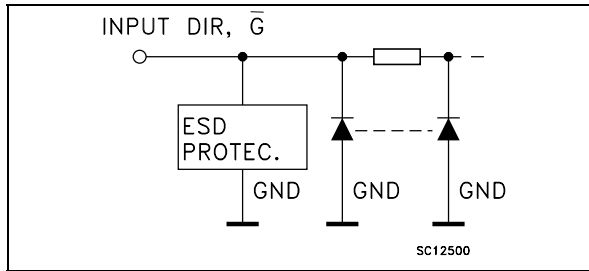 INPUT DIR, G̅
ESD
PROTEC.
GND
GND
GND
SC12500